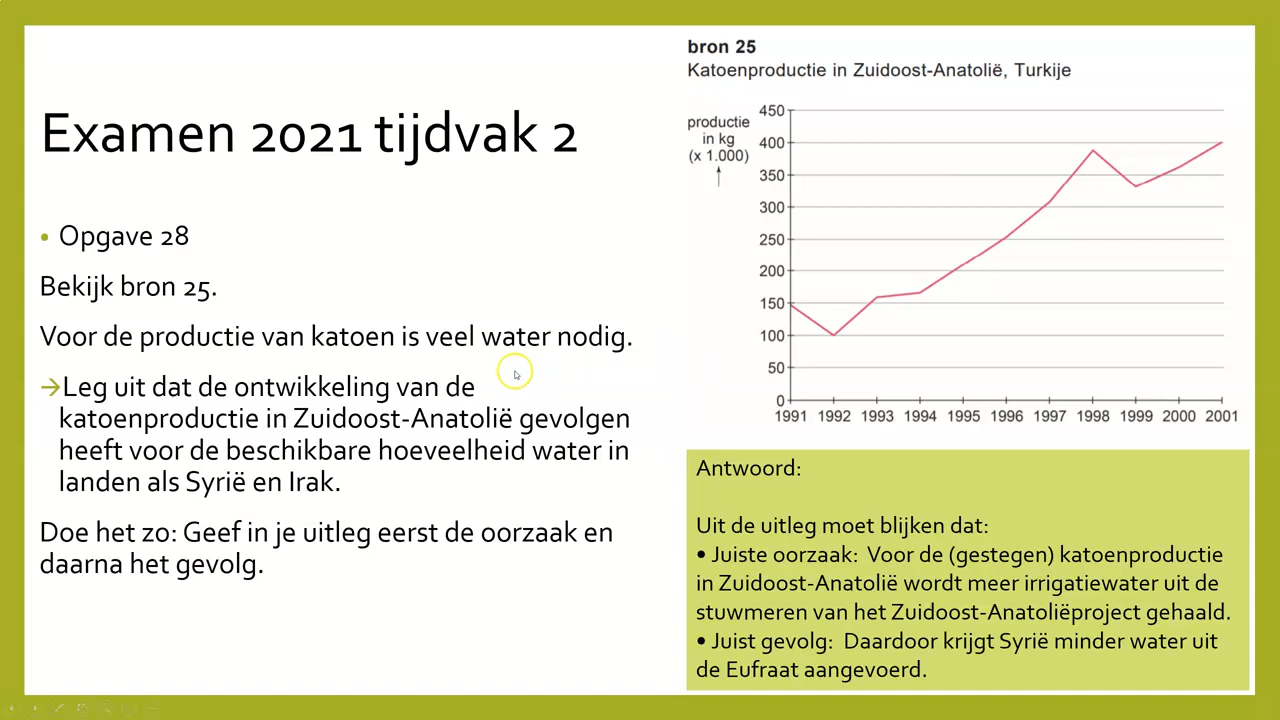 Examen 2021 tijdvak 2
• Opgave 28
Bekijk bron 25.
Voor de productie van katoen is veel water nodig.
→Leg uit dat de ontwikkeling van de
katoenproductie in Zuidoost-Anatolië gevolgen
heeft voor de beschikbare hoeveelheid water in
landen als Syrië en Irak.
Doe het zo: Geef in je uitleg eerst de oorzaak en
daarna het gevolg.
bron 25
Katoenproductie in Zuidoost-Anatolië, Turkije
productie
in kg
(x 1.000)
450
400
350
300
250
200
150
100
50
0
1991 1992 1993 1994 1995 1996 1997 1998 1999 2000 2001
Antwoord:
Uit de uitleg moet blijken dat:
• Juiste oorzaak: Voor de (gestegen) katoenproductie
in Zuidoost-Anatolië wordt meer irrigatiewater uit de
stuwmeren van het Zuidoost-Anatoliëproject gehaald.
• Juist gevolg: Daardoor krijgt Syrië minder water uit
de Eufraat aangevoerd.